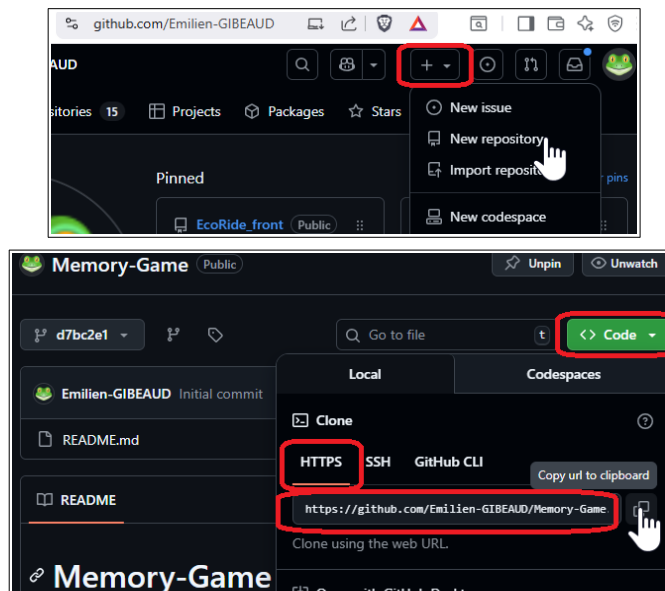 github.com/Emilien-GIBEAUD
AUD
sitories 15 Projects Packages Stars
New issue
New repository
Import reposit
Pinned
pins
EcoRide_front Public
New codespace
Memory-Game Public
Unpin
Unwatch
d7bc2e1
Go to file
t
<> Code
Local
Codespaces
Emilien-GIBEAUD Initial commit
Clone
README.md
HTTPS SSH GitHub CLI
Copy url to clipboard
README
https://github.com/Emilien-GIBEAUD/Memory-Game
Clone using the web URL.
Memory-Game